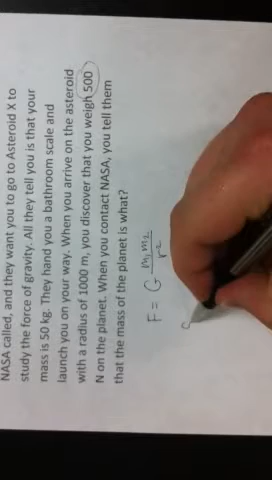 NASA called, and they want you to go to Asteroid X to
study the force of gravity. All they tell you is that your
mass is 50 kg. They hand you a bathroom scale and
launch you on your way. When you arrive on the asteroid
with a radius of 1000 m, you discover that you weigh 500
N on the planet. When you contact NASA, you tell them
that the mass of the planet is what?
F = G m₁m₂/r²